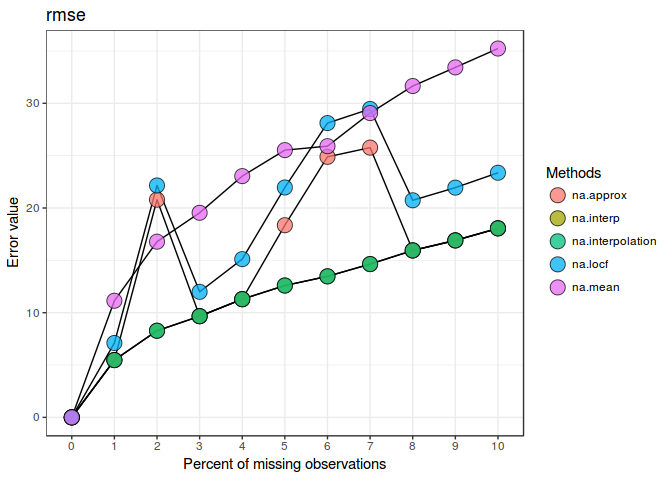 rmse
30
20
10
0
Error value
0 1 2 3 4 5 6 7 8 9 10
Percent of missing observations
Methods
na.approx
na.interp
na.interpolation
na.locf
na.mean